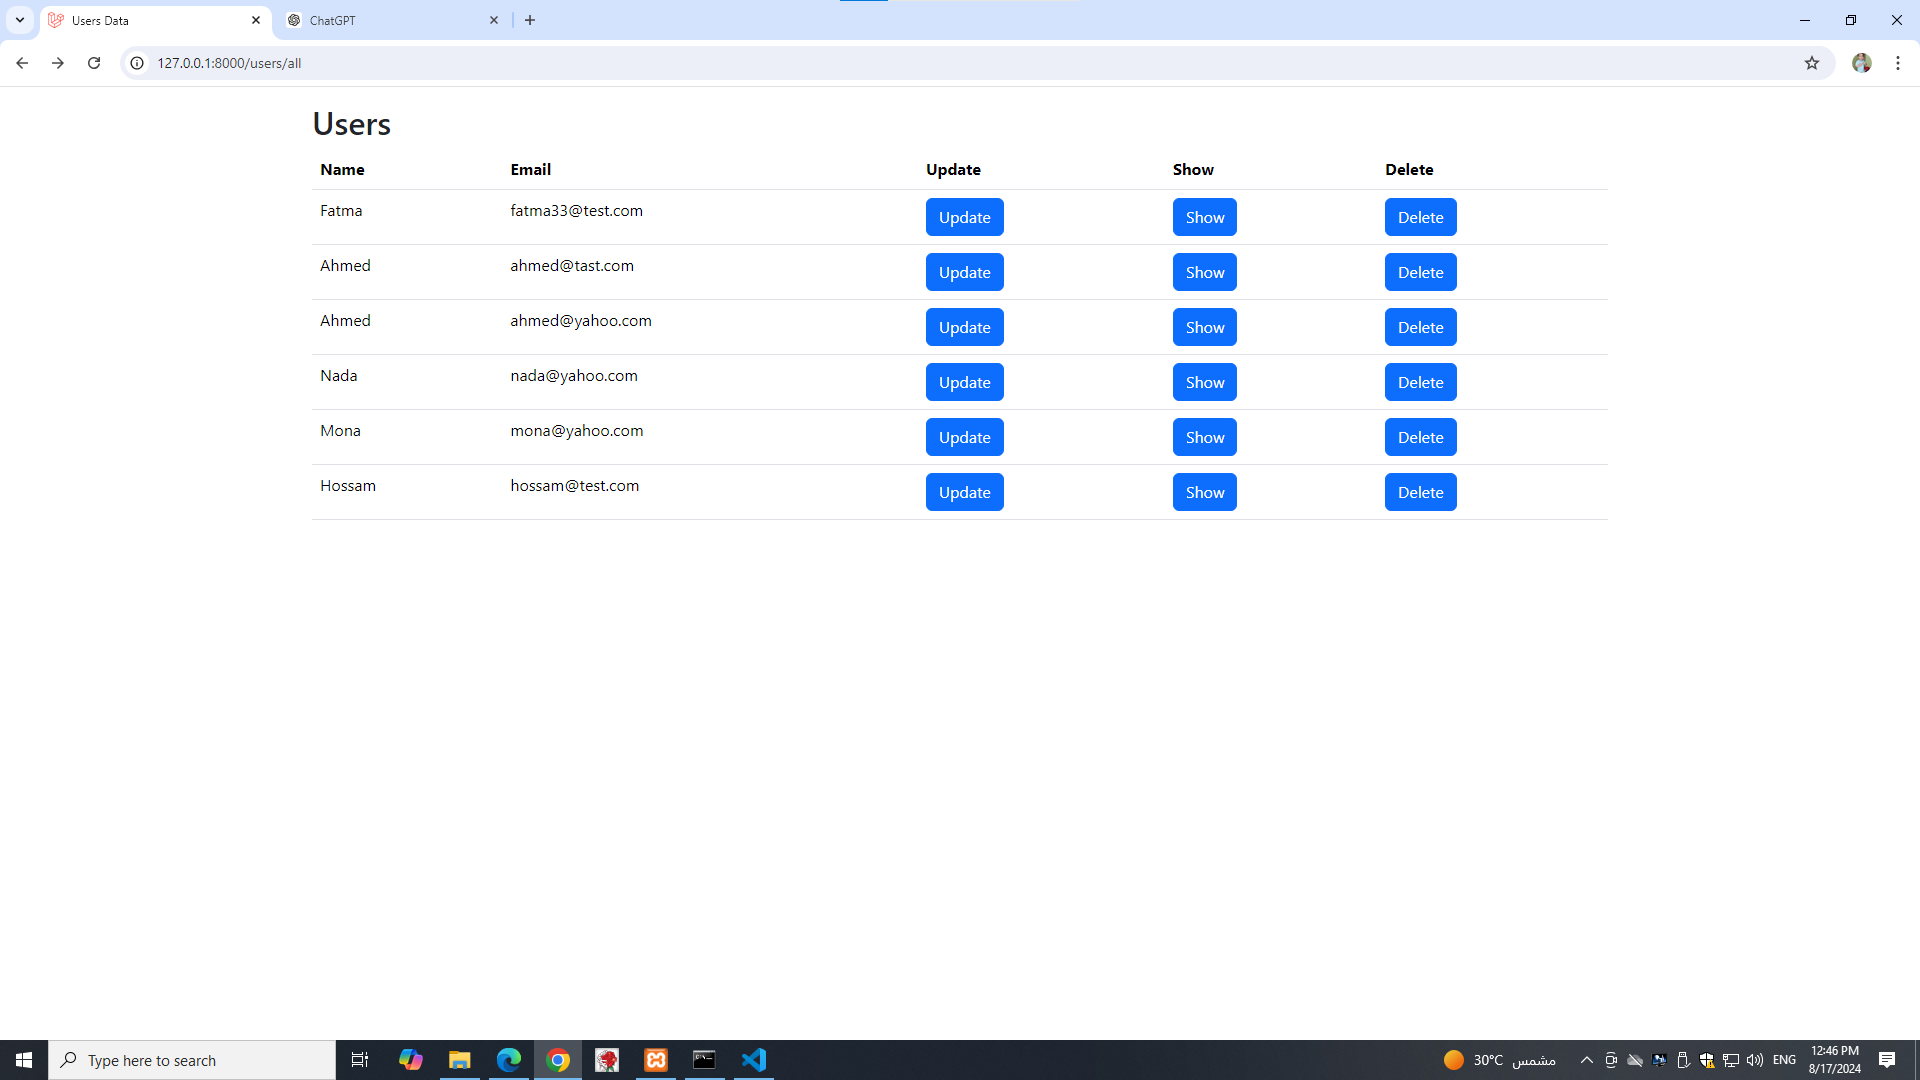 Users Data
ChatGPT
127.0.0.1:8000/users/all
Users
Name Email Update Show Delete
Fatma fatma33@test.com Update Show Delete
Ahmed ahmed@tast.com Update Show Delete
Ahmed ahmed@yahoo.com Update Show Delete
Nada nada@yahoo.com Update Show Delete
Mona mona@yahoo.com Update Show Delete
Hossam hossam@test.com Update Show Delete
Type here to search
30°C مشمس
ENG
12:46 PM
8/17/2024